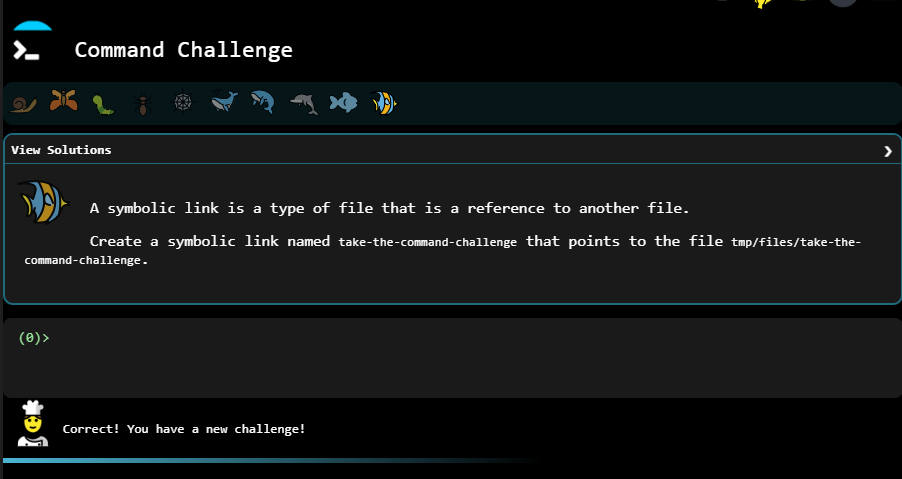 Command Challenge
View Solutions
A symbolic link is a type of file that is a reference to another file.
Create a symbolic link named take-the-command-challenge that points to the file tmp/files/take-the-
command-challenge.
(0)>
Correct! You have a new challenge!